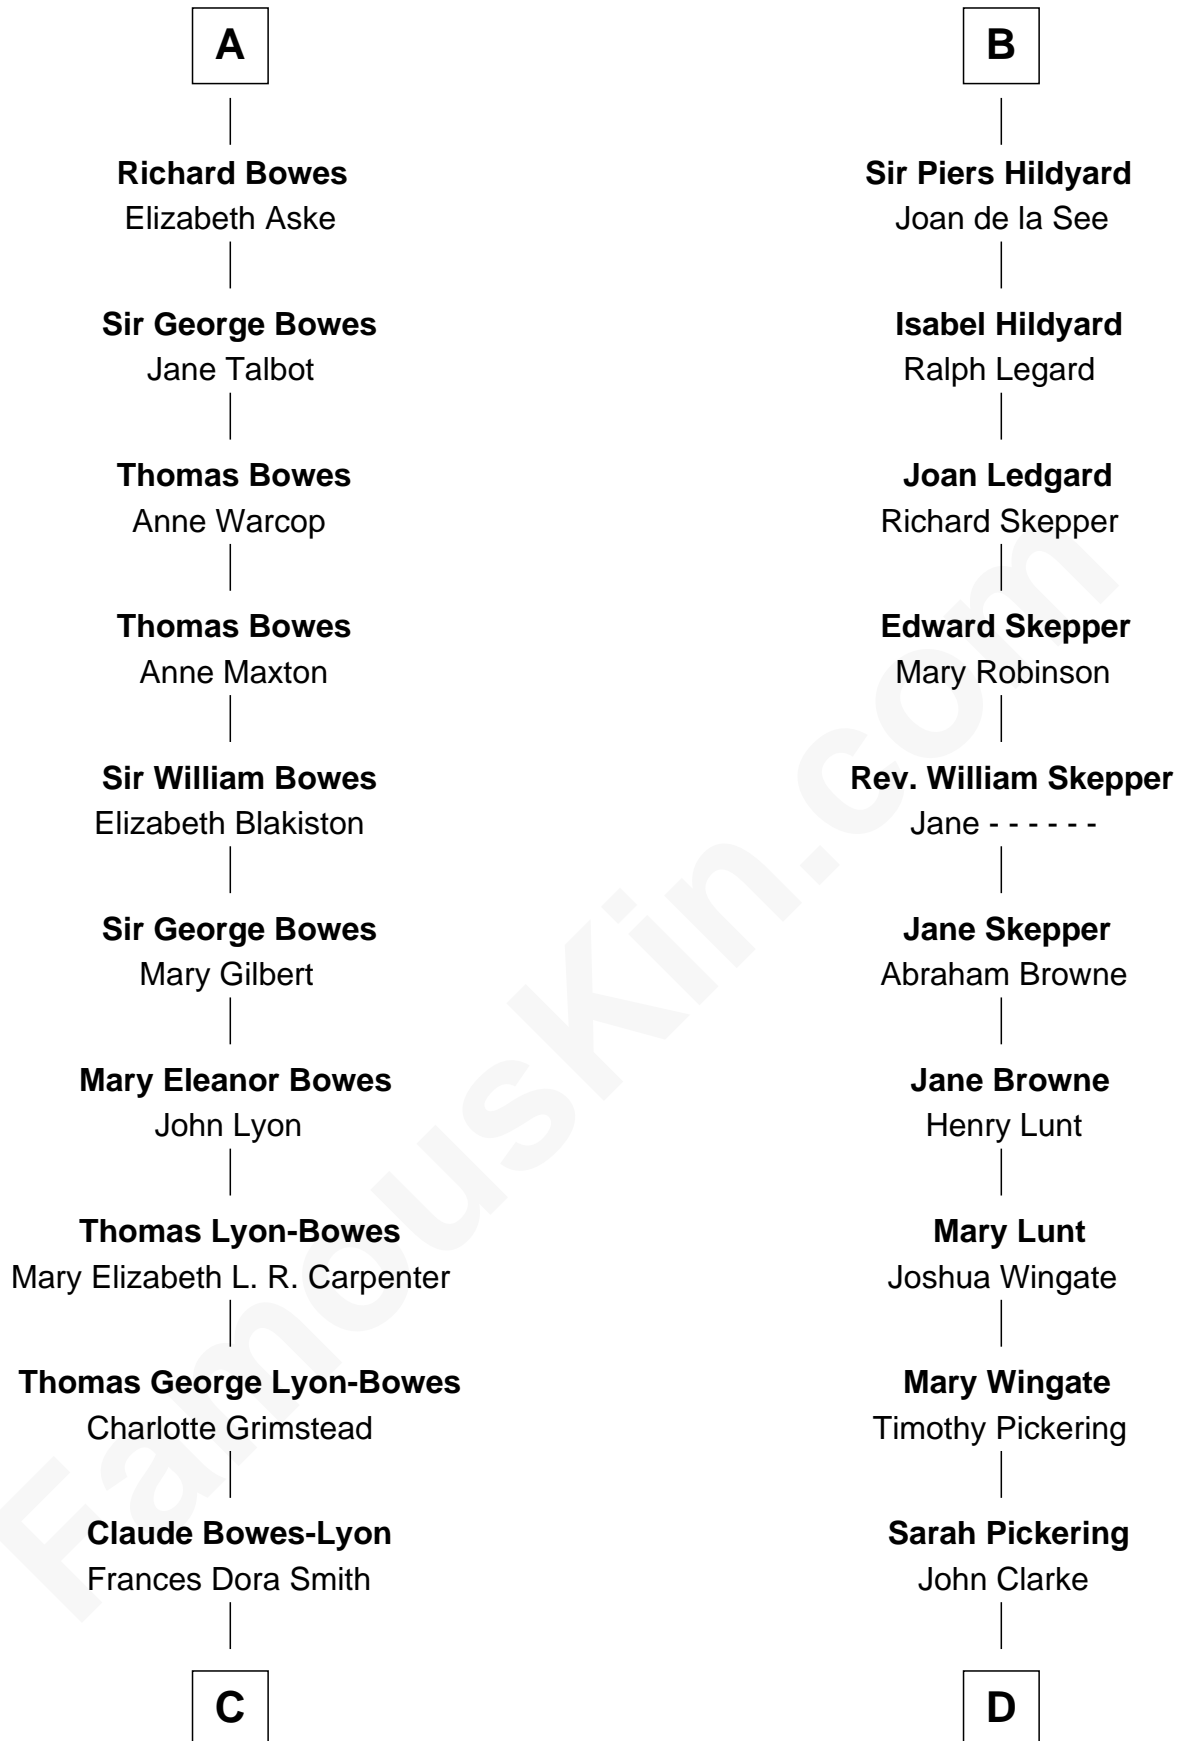 A
Richard Bowes
Elizabeth Aske
Sir George Bowes
Jane Talbot
Thomas Bowes
Anne Warcop
Thomas Bowes
Anne Maxton
Sir William Bowes
Elizabeth Blakiston
Sir George Bowes
Mary Gilbert
Mary Eleanor Bowes
John Lyon
Thomas Lyon-Bowes
Mary Elizabeth L. R. Carpenter
Thomas George Lyon-Bowes
Charlotte Grimstead
Claude Bowes-Lyon
Frances Dora Smith
C
B
Sir Piers Hildyard
Joan de la See
Isabel Hildyard
Ralph Legard
Joan Ledgard
Richard Skepper
Edward Skepper
Mary Robinson
Rev. William Skepper
Jane - - - - - -
Jane Skepper
Abraham Browne
Jane Browne
Henry Lunt
Mary Lunt
Joshua Wingate
Mary Wingate
Timothy Pickering
Sarah Pickering
John Clarke
D
FamousKin.com